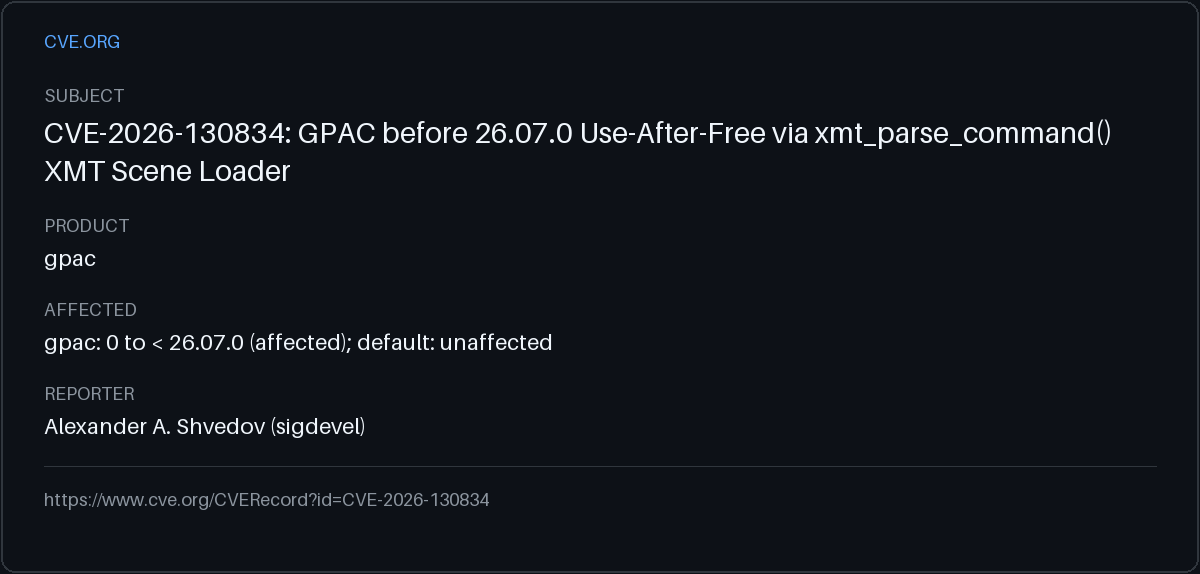 CVE.ORG
SUBJECT
CVE-2026-130834: GPAC before 26.07.0 Use-After-Free via xmt_parse_command()
XMT Scene Loader
PRODUCT
gpac
AFFECTED
gpac: 0 to < 26.07.0 (affected); default: unaffected
REPORTER
Alexander A. Shvedov (sigdevel)
https://www.cve.org/CVERecord?id=CVE-2026-130834